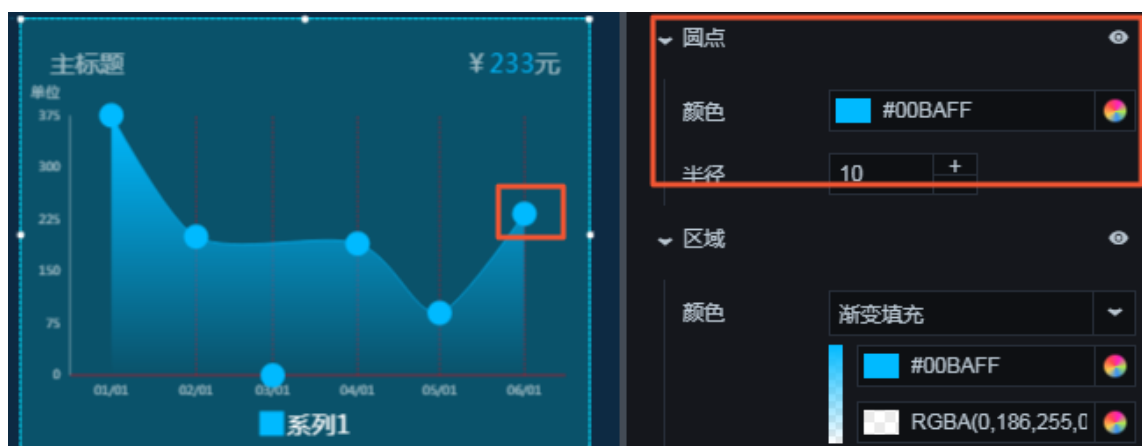 主标题
¥233元
单位
375
300
225
150
75
0
01/01 02/01 03/01 04/01 05/01 06/01
系列1
圆点
颜色 #00BAFF
半径 10 +
区域
颜色 渐变填充
#00BAFF
RGBA(0,186,255,0